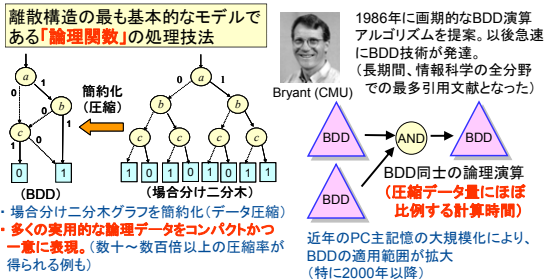 離散構造の最も基本的なモデルで
ある「論理関数」の処理技法
a
0
1
0
b
c
0
1
0
1
0
1
(BDD)
簡約化
(圧縮)
a
0
1
b
b
c
c
c
c
1
0
1
0
1
0
1
1
(場合分け二分木)
・場合分け二分木グラフを簡約化(データ圧縮)
・多くの実用的な論理データをコンパクトかつ
一意に表現。(数十~数百倍以上の圧縮率が
得られる例も)
1986年に画期的なBDD演算
アルゴリズムを提案。以後急速
にBDD技術が発達。
(長期間、情報科学の全分野
での最多引用文献となった)
Bryant (CMU)
BDD
BDD
AND
BDD
BDD同士の論理演算
(圧縮データ量にほぼ
比例する計算時間)
近年のPC主記憶の大規模化により、
BDDの適用範囲が拡大
(特に2000年以降)